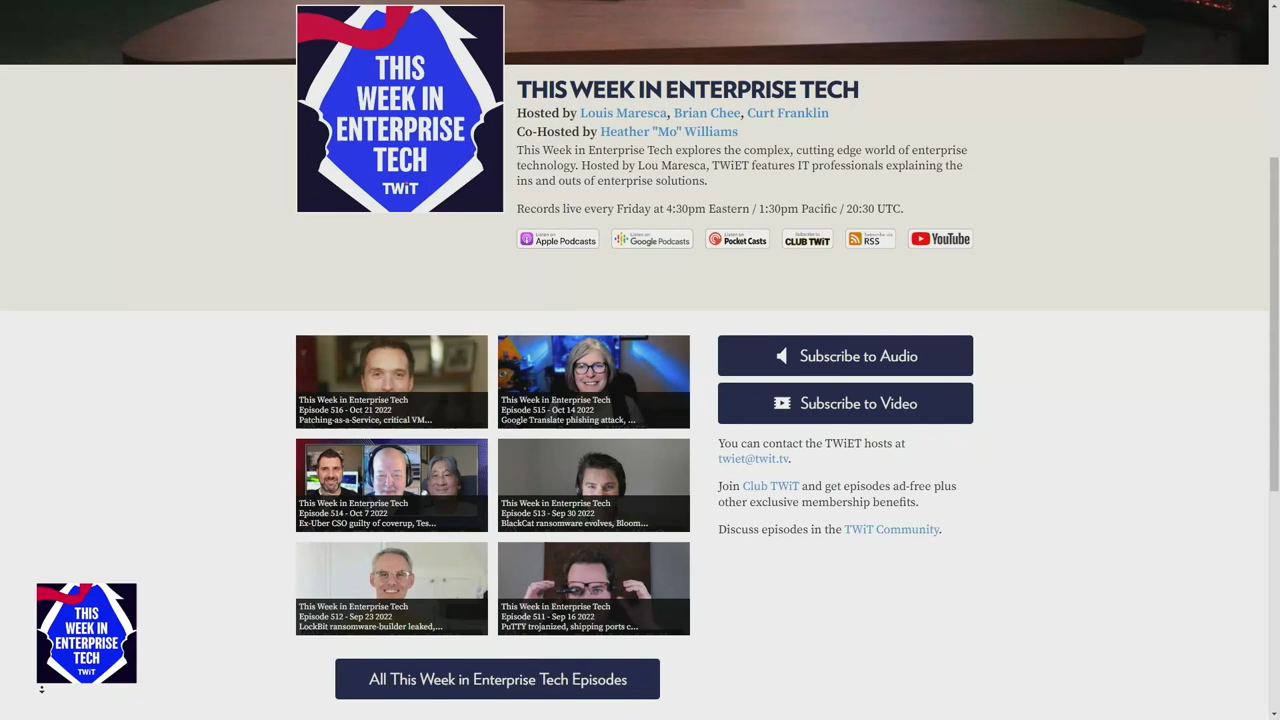 THIS
WEEK IN
ENTERPRISE
TECH
TWiT
THIS WEEK IN ENTERPRISE TECH
Hosted by Louis Maresca, Brian Chee, Curt Franklin
Co-Hosted by Heather "Mo" Williams
This Week in Enterprise Tech explores the complex, cutting edge world of enterprise
technology. Hosted by Lou Maresca, TWiET features IT professionals explaining the
ins and outs of enterprise solutions.
Records live every Friday at 4:30pm Eastern / 1:30pm Pacific / 20:30 UTC.
Listen on
Apple Podcasts
Listen on
Google Podcasts
Listen on
Pocket Casts
Subscribe to
CLUB TWiT
Subscribe via
RSS
YouTube
This Week in Enterprise Tech
Episode 516 - Oct 21 2022
Patching-as-a-Service, critical VM...
This Week in Enterprise Tech
Episode 515 - Oct 14 2022
Google Translate phishing attack, ...
This Week in Enterprise Tech
Episode 514 - Oct 7 2022
Ex-Uber CSO guilty of coverup, Tes...
This Week in Enterprise Tech
Episode 513 - Sep 30 2022
BlackCat ransomware evolves, Bloom...
This Week in Enterprise Tech
Episode 512 - Sep 23 2022
LockBit ransomware-builder leaked,...
This Week in Enterprise Tech
Episode 511 - Sep 16 2022
PuTTY trojanized, shipping ports c...
All This Week in Enterprise Tech Episodes
Subscribe to Audio
Subscribe to Video
You can contact the TWiET hosts at
twiet@twit.tv.
Join Club TWiT and get episodes ad-free plus
other exclusive membership benefits.
Discuss episodes in the TWiT Community.
THIS
WEEK IN
ENTERPRISE
TECH
TWiT